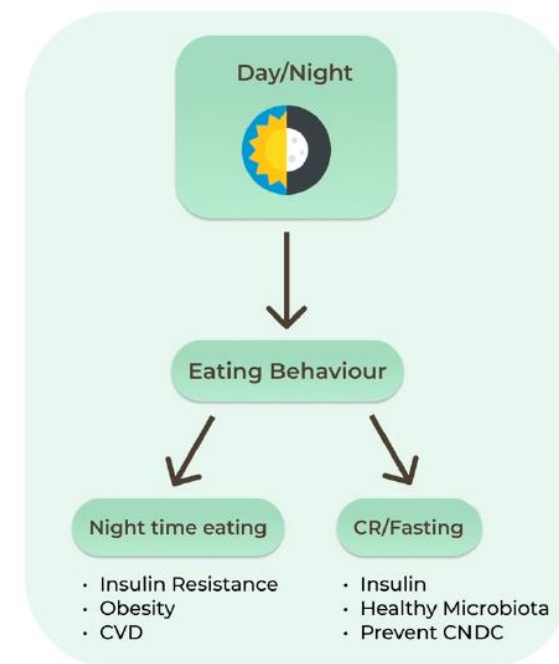 Day/Night
Eating Behaviour
Night time eating
· Insulin Resistance
· Obesity
· CVD
CR/Fasting
· Insulin
· Healthy Microbiota
· Prevent CNDC